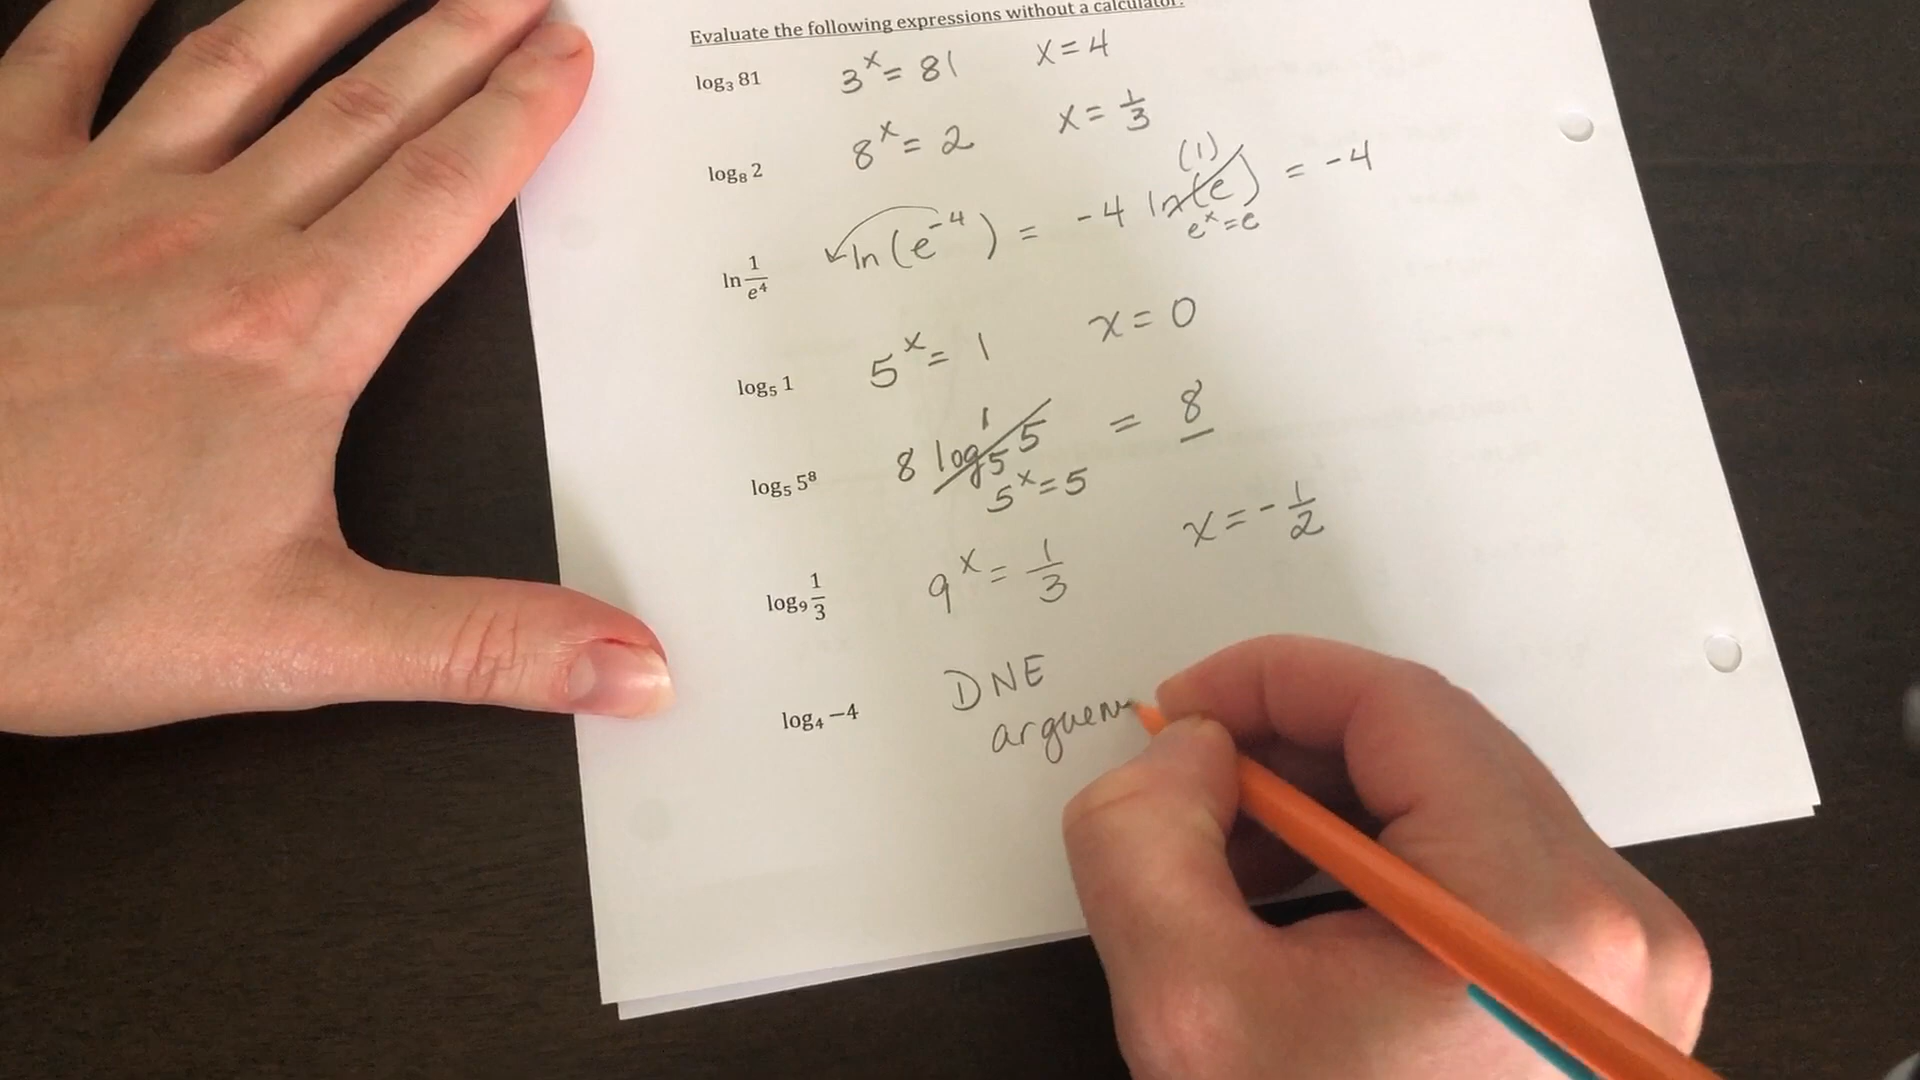 Evaluate the following expressions without a calculator.
log₃ 81 3ˣ = 81 x = 4
log₈ 2 8ˣ = 2 x = 1/3
ln 1/e⁴ ln(e⁻⁴) = -4 ln(e) (1) = -4
eˣ = e
log₅ 1 5ˣ = 1 x = 0
log₅ 5⁸ 8 log₅ 5 1 = 8
5ˣ = 5
log₉ 1/3 9ˣ = 1/3 x = -1/2
log₄ −4 DNE
arguem